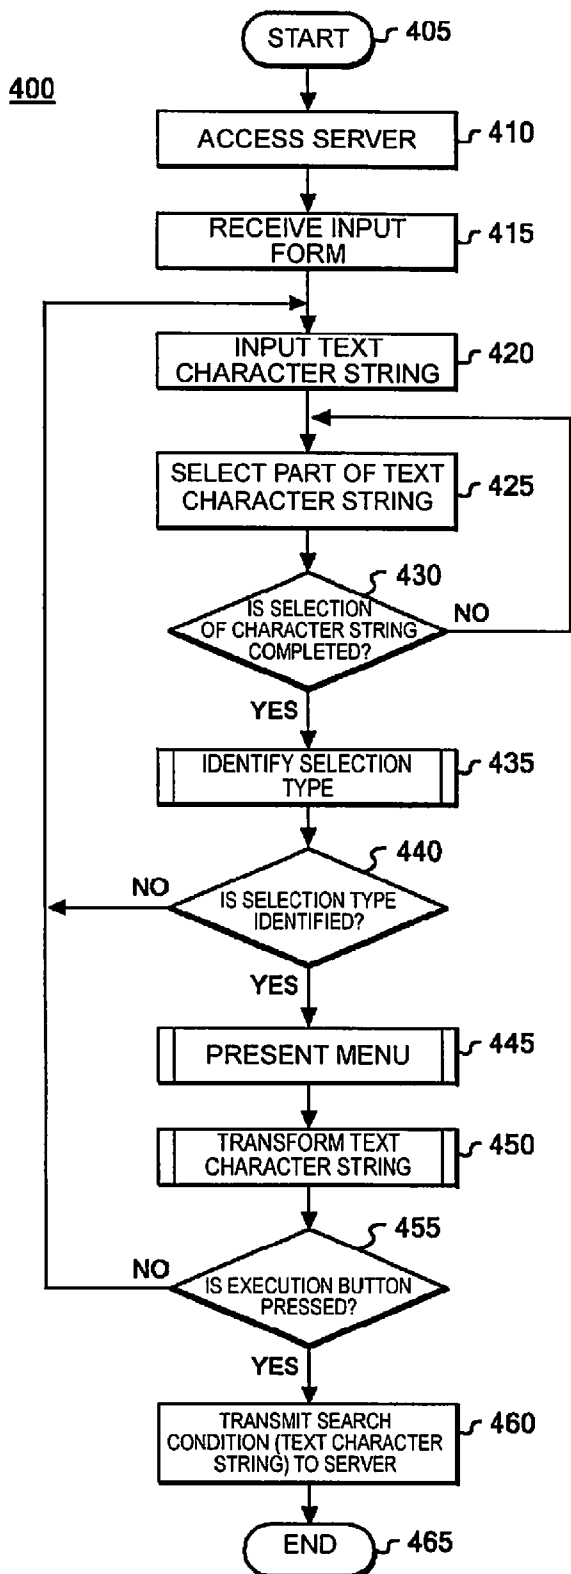 400
START
405
ACCESS SERVER
410
RECEIVE INPUT
FORM
415
INPUT TEXT
CHARACTER STRING
420
SELECT PART OF TEXT
CHARACTER STRING
425
430
IS SELECTION
OF CHARACTER STRING
COMPLETED?
NO
YES
IDENTIFY SELECTION
TYPE
435
440
IS SELECTION TYPE
IDENTIFIED?
NO
YES
PRESENT MENU
445
TRANSFORM TEXT
CHARACTER STRING
450
455
IS EXECUTION BUTTON
PRESSED?
NO
YES
TRANSMIT SEARCH
CONDITION (TEXT CHARACTER
STRING) TO SERVER
460
END
465